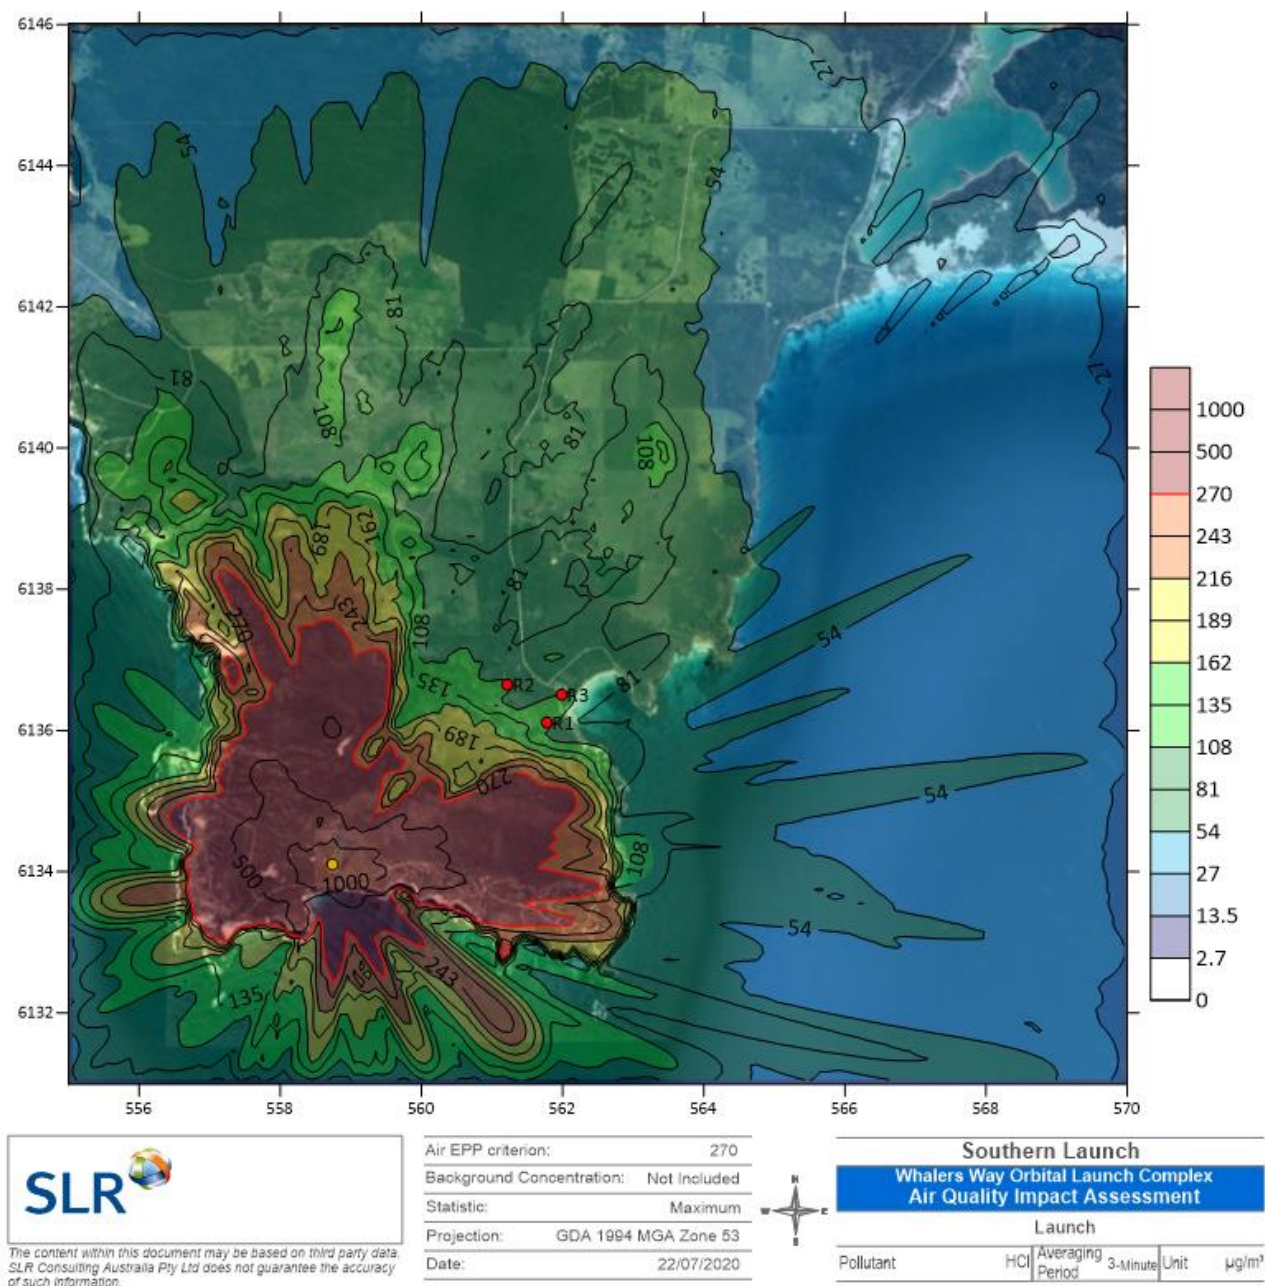 6146
27
54
6144
54
6142
81
27
81
108
81
6140
108
189
162
6138
81
270
243
108
54
135
R2
R3
81
R1
6136
189
270
54
108
500
6134
1000
54
243
135
6132
556 558 560 562 564 566 568 570
1000
500
270
243
216
189
162
135
108
81
54
27
13.5
2.7
0
SLR
The content within this document may be based on third party data.
SLR Consulting Australia Pty Ltd does not guarantee the accuracy
of such information.
Air EPP criterion: 270
Background Concentration: Not Included
Statistic: Maximum
Projection: GDA 1994 MGA Zone 53
Date: 22/07/2020
N
W E
S
Southern Launch
Whalers Way Orbital Launch Complex
Air Quality Impact Assessment
Launch
Pollutant HCl Averaging Period 3-Minute Unit µg/m³